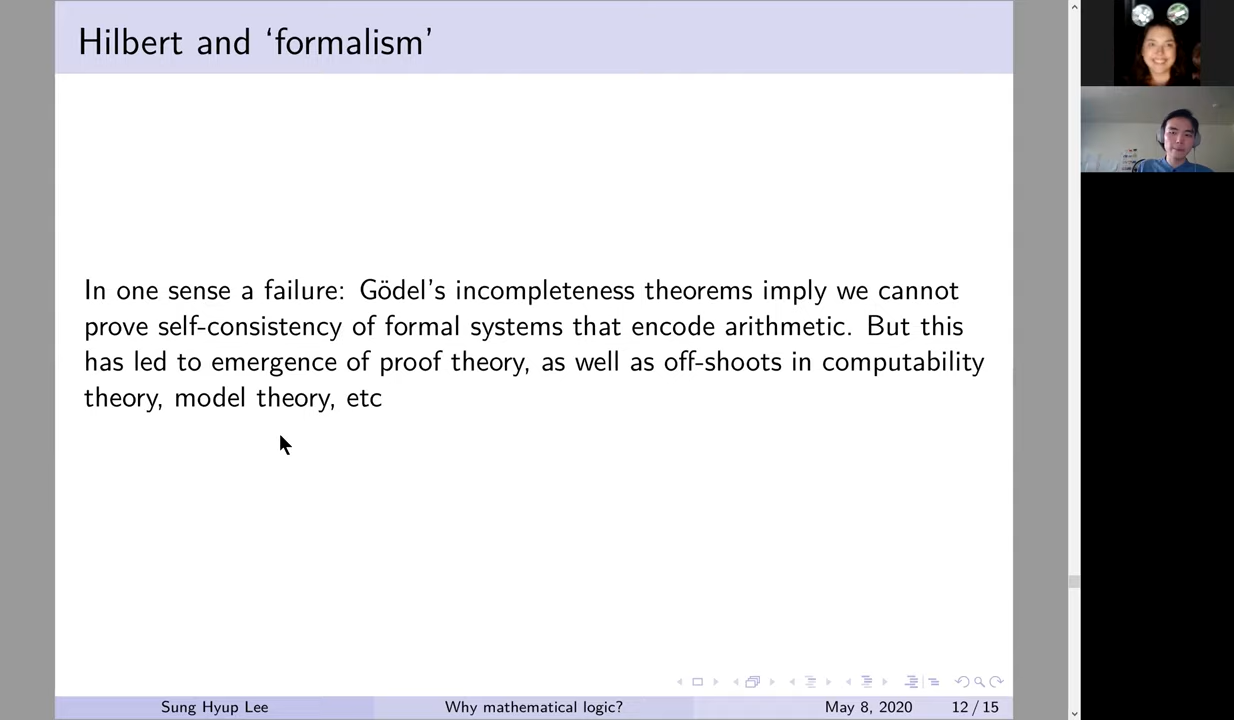 Hilbert and ‘formalism’
In one sense a failure: Gödel’s incompleteness theorems imply we cannot
prove self-consistency of formal systems that encode arithmetic. But this
has led to emergence of proof theory, as well as off-shoots in computability
theory, model theory, etc
Sung Hyup Lee
Why mathematical logic?
May 8, 2020
12 / 15